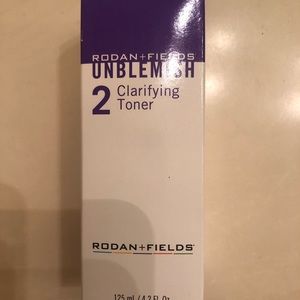 RODAN+FIELDS
UNBLEMISH
2 Clarifying
Toner
RODAN+FIELDS®
125 ml / 4.2 Fl. Oz.